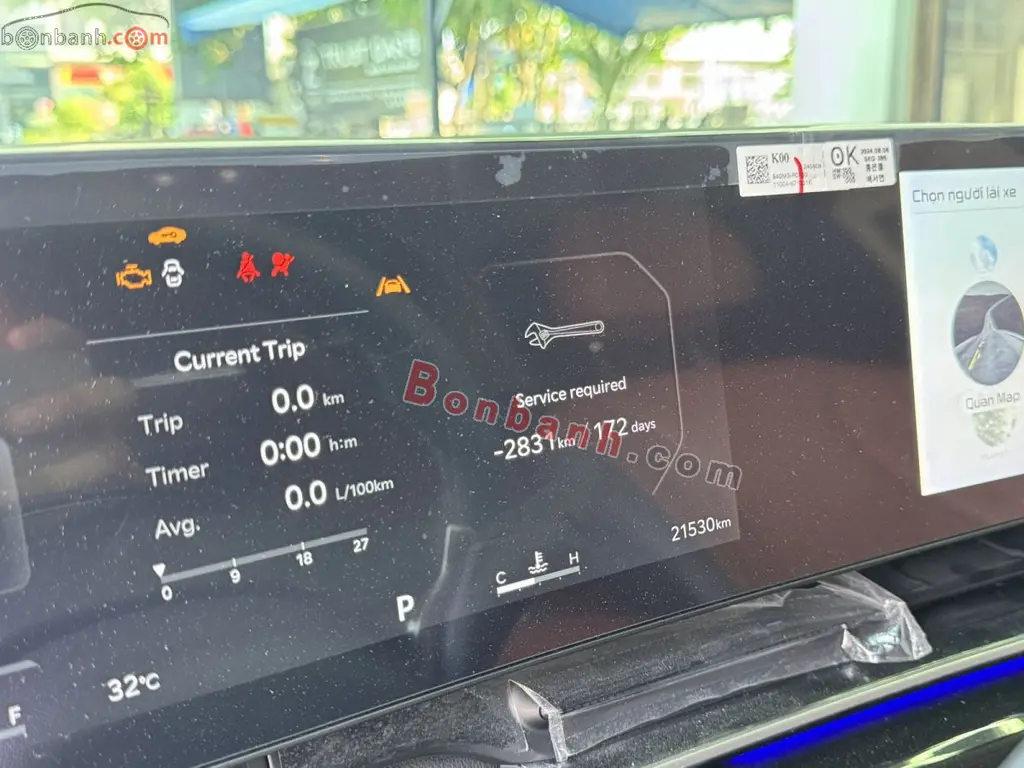 bonbanh.com
K00
OK
Chọn người lái xe
Current Trip
Trip 0.0 km
Timer 0:00 h:m
Avg. 0.0 L/100km
0 9 18 27
Service required
-2831 km / 172 days
Bonbanh.com
21530km
C H
P
32°C
F
Quan Map